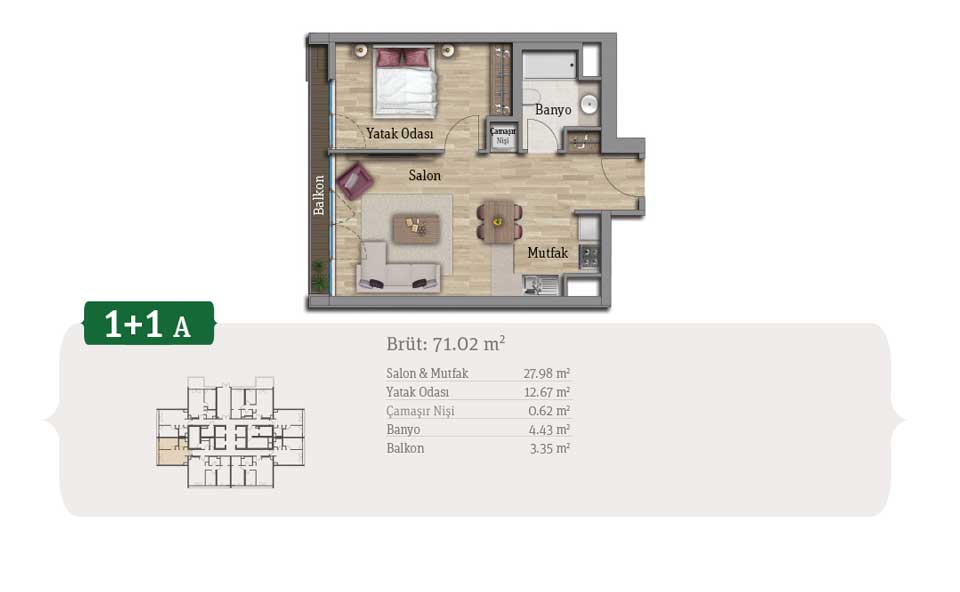 Yatak Odası
Banyo
Çamaşır
Nişi
Salon
Balkon
Mutfak
1+1 A
Brüt: 71.02 m²
Salon & Mutfak 27.98 m²
Yatak Odası 12.67 m²
Çamaşır Nişi 0.62 m²
Banyo 4.43 m²
Balkon 3.35 m²